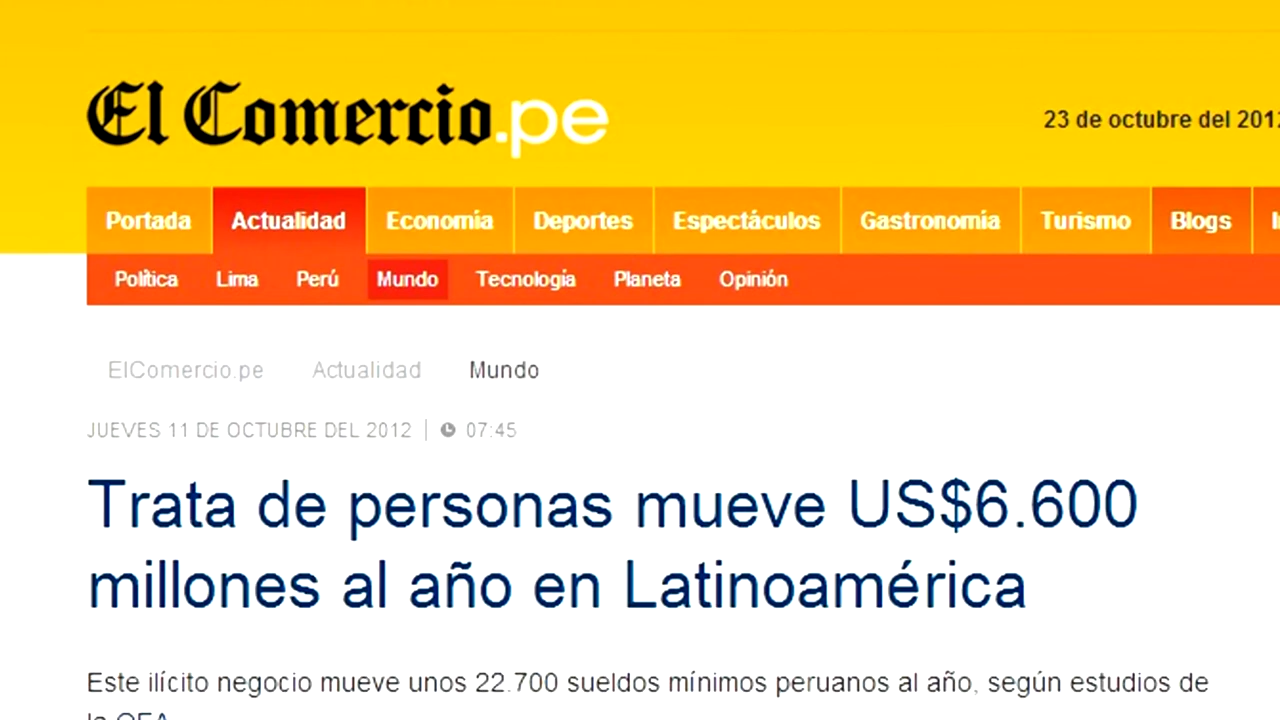 El Comercio.pe
23 de octubre del 201
Portada Actualidad Economía Deportes Espectáculos Gastronomía Turismo Blogs
Política Lima Perú Mundo Tecnología Planeta Opinión
ElComercio.pe Actualidad Mundo
JUEVES 11 DE OCTUBRE DEL 2012 | 07:45
Trata de personas mueve US$6.600
millones al año en Latinoamérica
Este ilícito negocio mueve unos 22.700 sueldos mínimos peruanos al año, según estudios de
la OEA